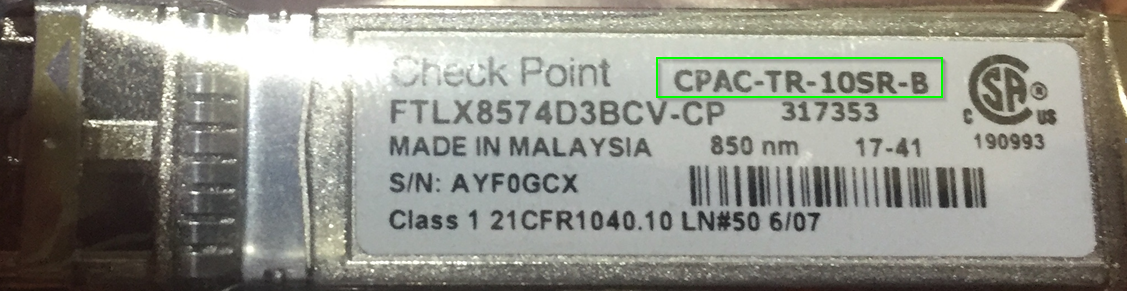 Check Point CPAC-TR-10SR-B
FTLX8574D3BCV-CP 317353
MADE IN MALAYSIA 850 nm 17-41
S/N: AYF0GCX
Class 1 21CFR1040.10 LN#50 6/07
CSA ®
C US
190993